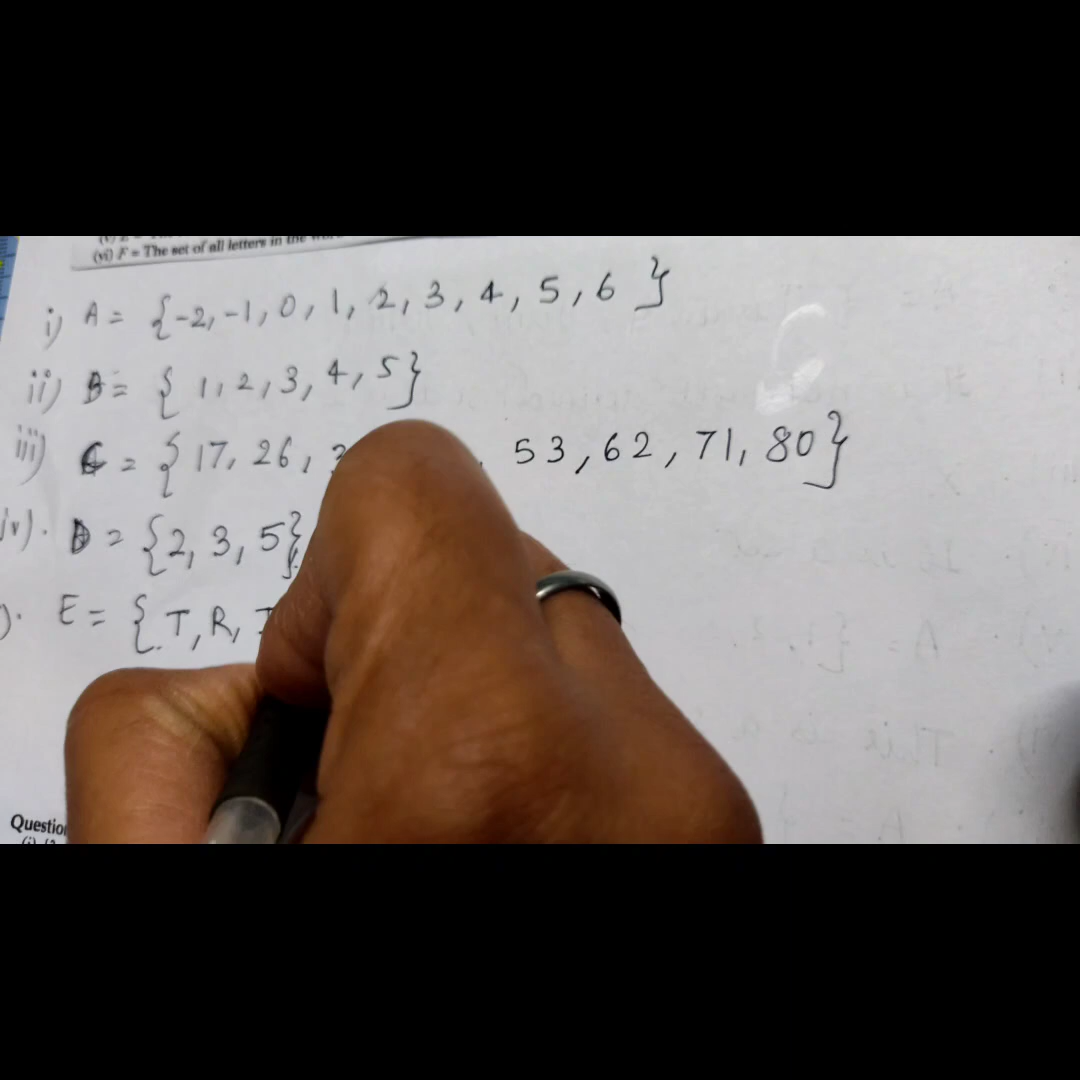 (vi) F = The set of all letters in the
i) A = {-2, -1, 0, 1, 2, 3, 4, 5, 6 }
ii) B = { 1, 2, 3, 4, 5}
iii) C = { 17, 26, 53, 62, 71, 80}
iv). D = {2, 3, 5}
). E = { T, R,
Question